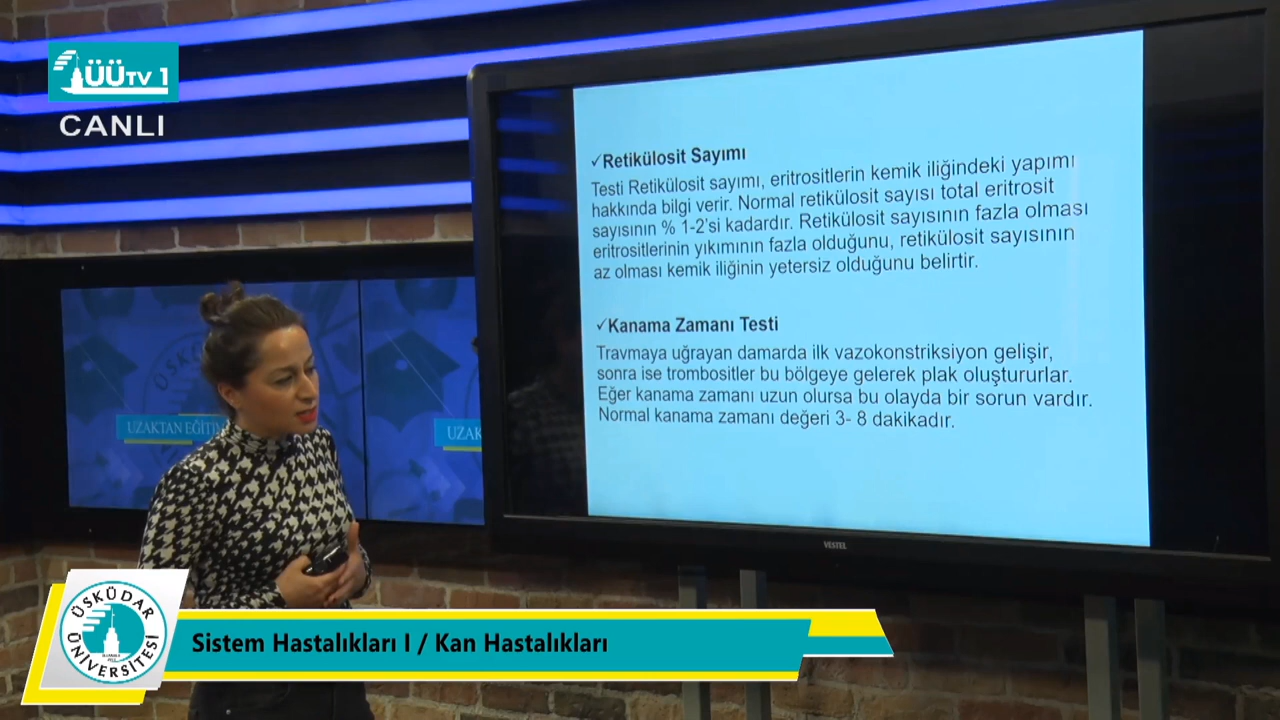 ÜÜTV 1
CANLI
✓Retikülosit Sayımı
Testi Retikülosit sayımı, eritrositlerin kemik iliğindeki yapımı
hakkında bilgi verir. Normal retikülosit sayısı total eritrosit
sayısının % 1-2'si kadardır. Retikülosit sayısının fazla olması
eritrositlerinin yıkımının fazla olduğunu, retikülosit sayısının
az olması kemik iliğinin yetersiz olduğunu belirtir.
✓Kanama Zamanı Testi
Travmaya uğrayan damarda ilk vazokonstriksiyon gelişir,
sonra ise trombositler bu bölgeye gelerek plak oluştururlar.
Eğer kanama zamanı uzun olursa bu olayda bir sorun vardır.
Normal kanama zamanı değeri 3- 8 dakikadır.
UZAKTAN EĞİTİM
UZAK
VESTEL
ÜSKÜDAR
ÜNİVERSİTESİ
Sistem Hastalıkları I / Kan Hastalıkları